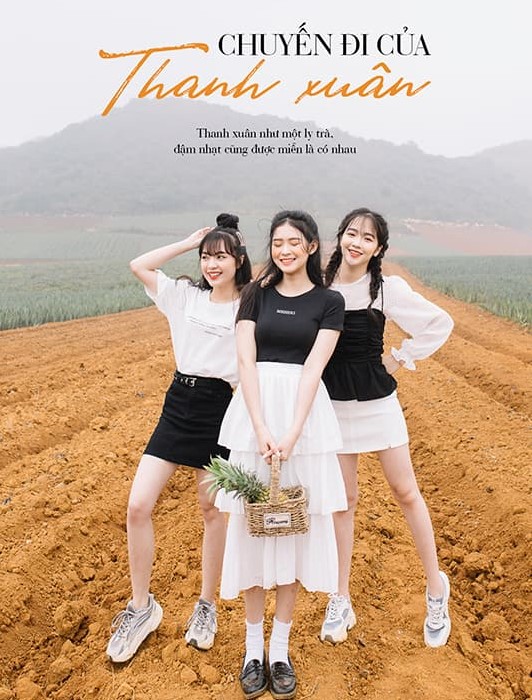 CHUYẾN ĐI CỦA
Thanh xuân
Thanh xuân như một ly trà,
đậm nhạt cũng được miễn là có nhau